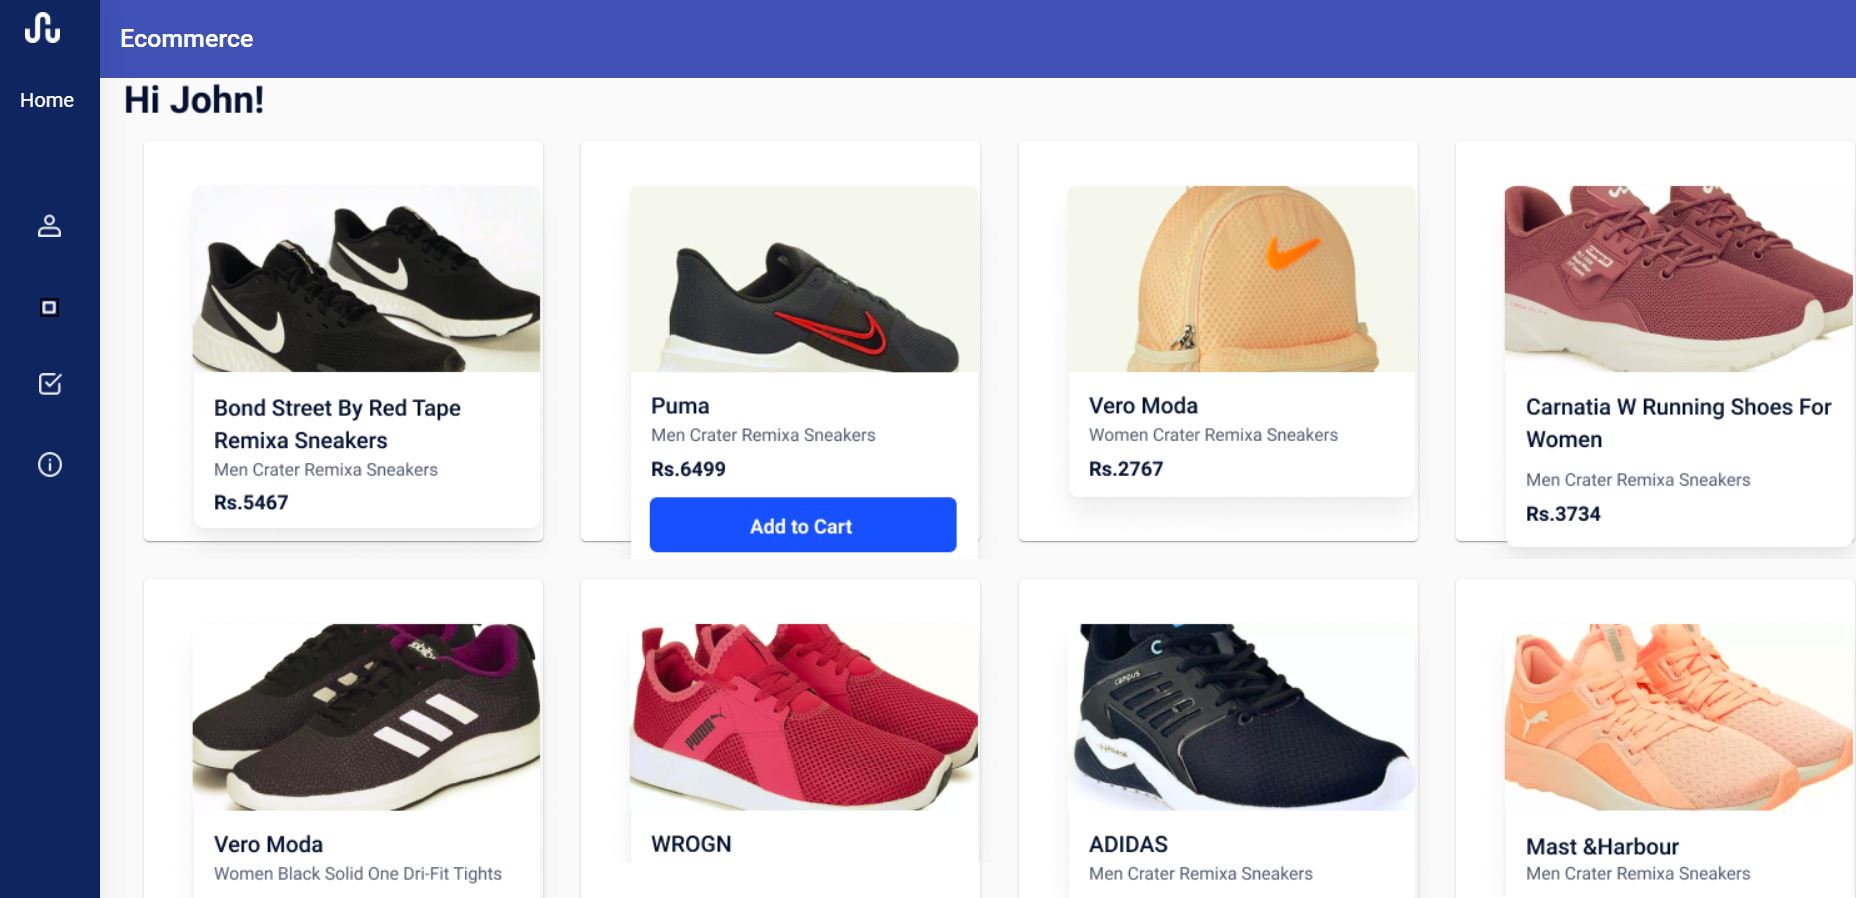 Ecommerce
Home
Hi John!
Bond Street By Red Tape
Remixa Sneakers
Men Crater Remixa Sneakers
Rs.5467
Puma
Men Crater Remixa Sneakers
Rs.6499
Add to Cart
Vero Moda
Women Crater Remixa Sneakers
Rs.2767
Carnatia W Running Shoes For
Women
Men Crater Remixa Sneakers
Rs.3734
PUMA
campus
Vero Moda
Women Black Solid One Dri-Fit Tights
WROGN
ADIDAS
Men Crater Remixa Sneakers
Mast &Harbour
Men Crater Remixa Sneakers